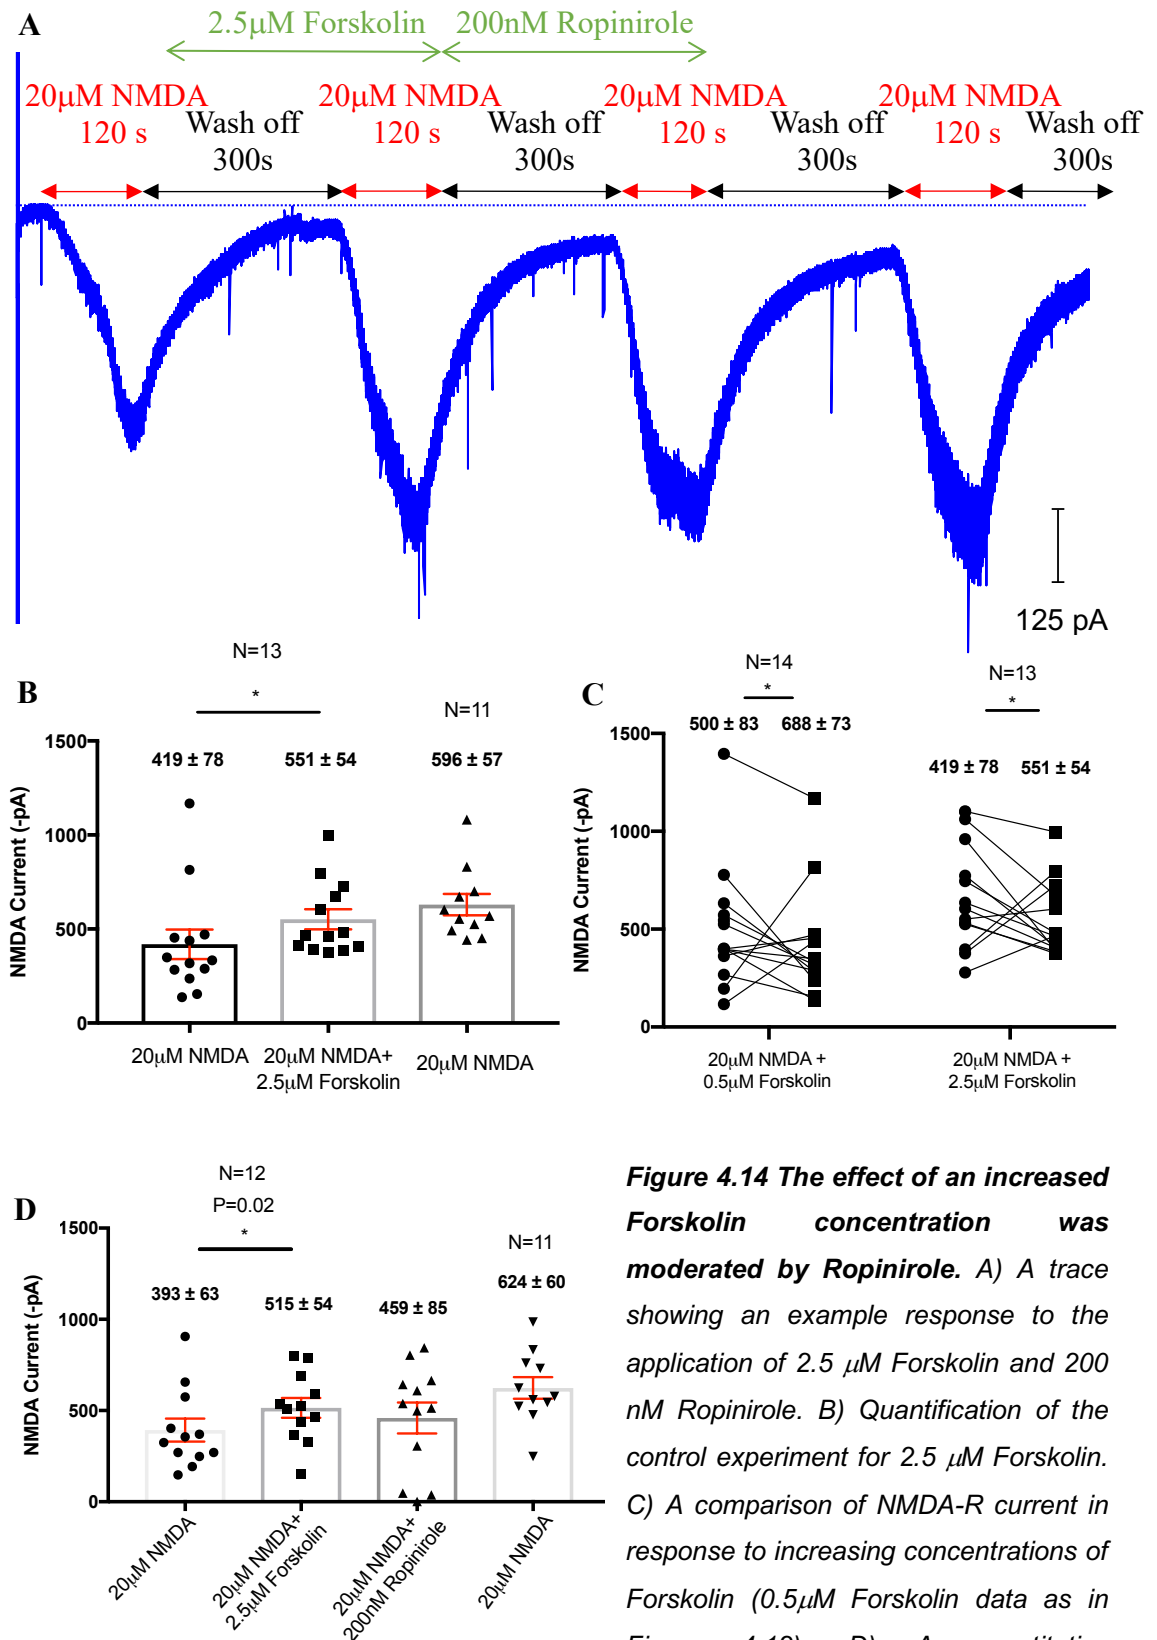 A
2.5μM Forskolin 200nM Ropinirole
20μM NMDA 20μM NMDA 20μM NMDA 20μM NMDA
120 s Wash off 120 s Wash off 120 s Wash off 120 s Wash off
300s 300s 300s 300s
125 pA
B
N=13
*
N=11
419 ± 78 551 ± 54 596 ± 57
NMDA Current (-pA)
1500
1000
500
0
20μM NMDA
20μM NMDA+
2.5μM Forskolin
20μM NMDA
C
N=14
*
N=13
*
500 ± 83 688 ± 73
419 ± 78 551 ± 54
NMDA Current (-pA)
1500
1000
500
0
20μM NMDA +
0.5μM Forskolin
20μM NMDA +
2.5μM Forskolin
D
N=12
P=0.02
*
N=11
393 ± 63 515 ± 54 459 ± 85 624 ± 60
NMDA Current (-pA)
1500
1000
500
0
20μM NMDA
20μM NMDA+
2.5μM Forskolin
20μM NMDA+
200nM Ropinirole
20μM NMDA
Figure 4.14 The effect of an increased
Forskolin concentration was
moderated by Ropinirole. A) A trace
showing an example response to the
application of 2.5 μM Forskolin and 200
nM Ropinirole. B) Quantification of the
control experiment for 2.5 μM Forskolin.
C) A comparison of NMDA-R current in
response to increasing concentrations of
Forskolin (0.5μM Forskolin data as in